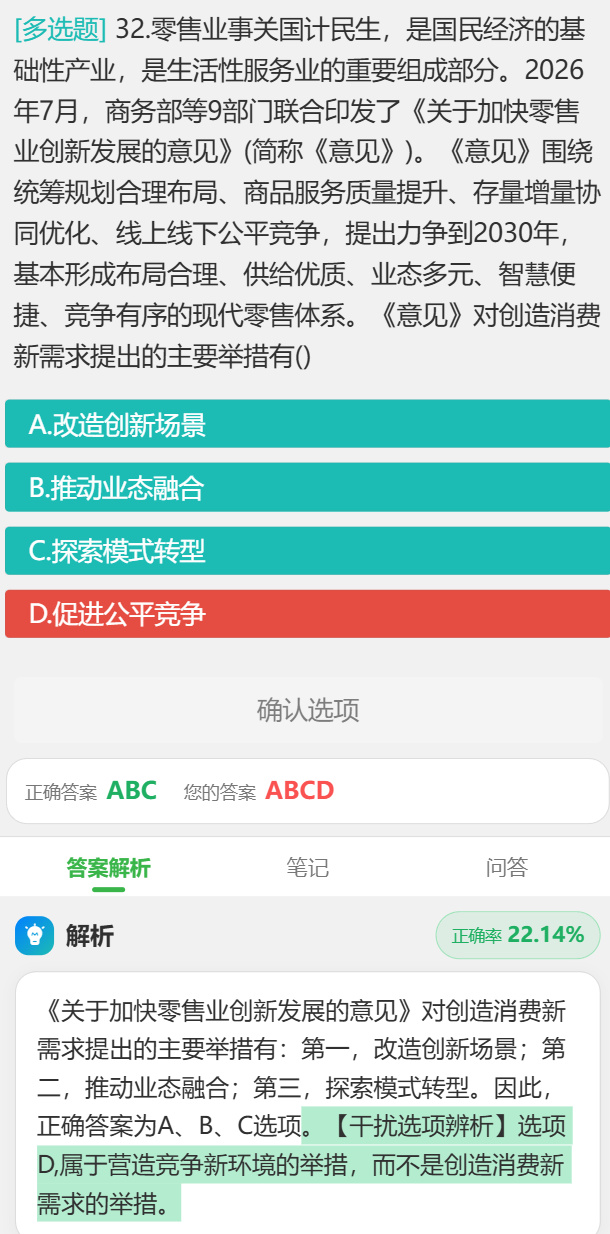 [多选题] 32.零售业事关国计民生，是国民经济的基
础性产业，是生活性服务业的重要组成部分。2026
年7月，商务部等9部门联合印发了《关于加快零售
业创新发展的意见》(简称《意见》)。《意见》围绕
统筹规划合理布局、商品服务质量提升、存量增量协
同优化、线上线下公平竞争，提出力争到2030年，
基本形成布局合理、供给优质、业态多元、智慧便
捷、竞争有序的现代零售体系。《意见》对创造消费
新需求提出的主要举措有()
A.改造创新场景
B.推动业态融合
C.探索模式转型
D.促进公平竞争
确认选项
正确答案 ABC 您的答案 ABCD
答案解析 笔记 问答
解析 正确率 22.14%
《关于加快零售业创新发展的意见》对创造消费新
需求提出的主要举措有：第一，改造创新场景；第
二，推动业态融合；第三，探索模式转型。因此，
正确答案为A、B、C选项。【干扰选项辨析】选项
D,属于营造竞争新环境的举措，而不是创造消费新
需求的举措。